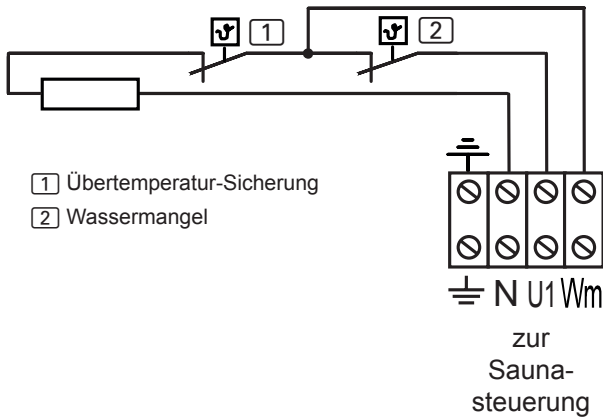 ϑ 1 ϑ 2
1 Übertemperatur-Sicherung
2 Wassermangel
N U1 Wm
zur
Sauna-
steuerung